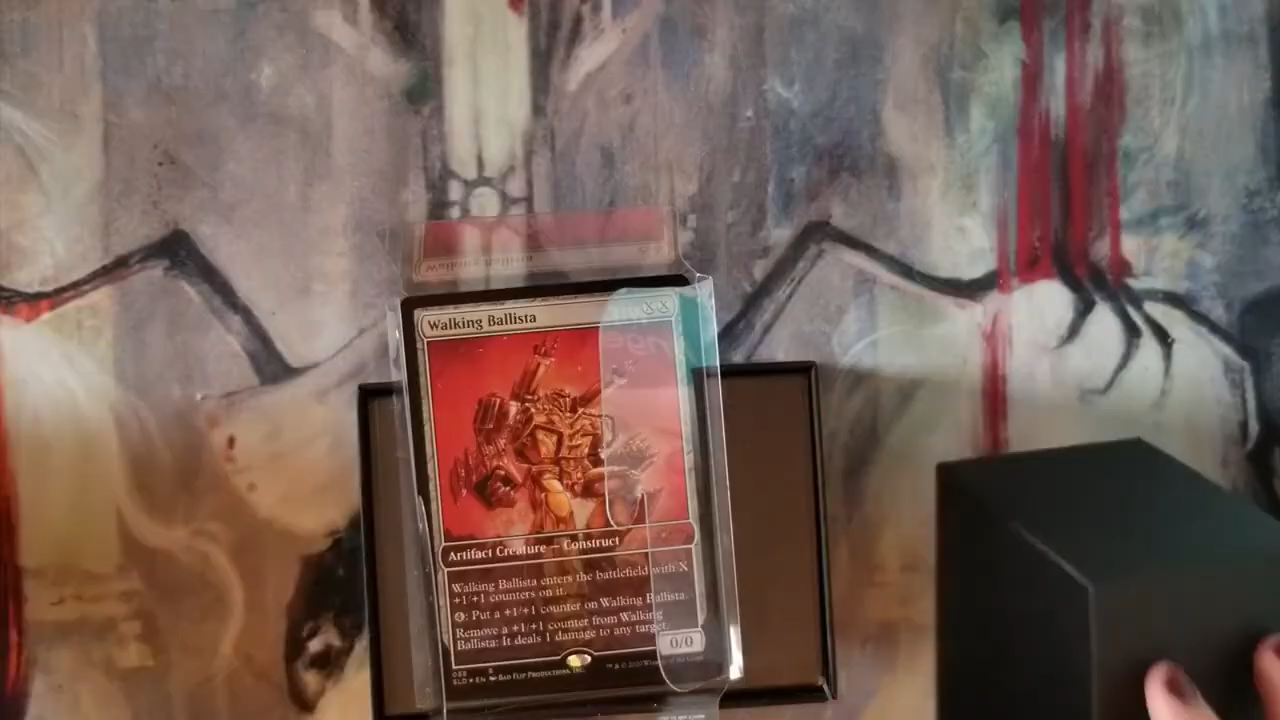 Walking Ballista
XX
Artifact Creature — Construct
Walking Ballista enters the battlefield with X
+1/+1 counters on it.
4: Put a +1/+1 counter on Walking Ballista.
Remove a +1/+1 counter from Walking
Ballista: It deals 1 damage to any target.
0/0
SLD ★ EN Bad Flip Productions, Inc.